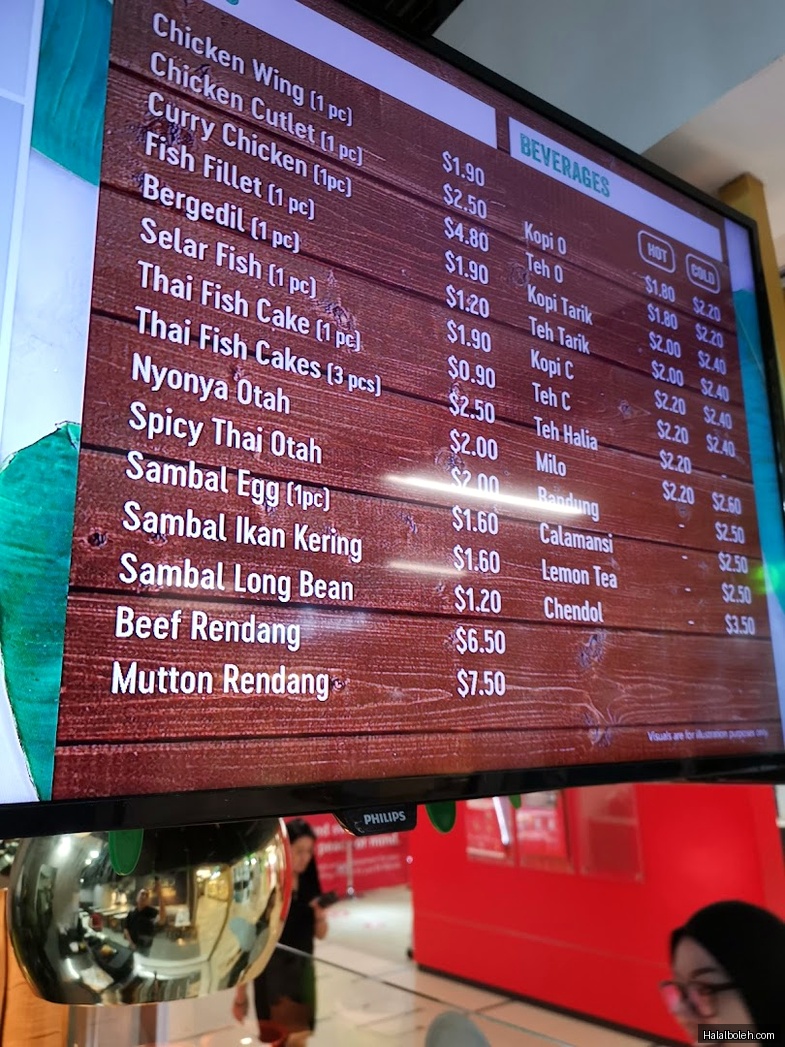 Chicken Wing (1 pc) $1.90
Chicken Cutlet (1 pc) $2.50
Curry Chicken (1pc) $4.80
Fish Fillet (1 pc) $1.90
Bergedil (1 pc) $1.20
Selar Fish (1 pc) $1.90
Thai Fish Cake (1 pc) $0.90
Thai Fish Cakes (3 pcs) $2.50
Nyonya Otah $2.00
Spicy Thai Otah $2.00
Sambal Egg (1pc) $1.60
Sambal Ikan Kering $1.60
Sambal Long Bean $1.20
Beef Rendang $6.50
Mutton Rendang $7.50
BEVERAGES
HOT COLD
Kopi O $1.80 $2.20
Teh O $1.80 $2.20
Kopi Tarik $2.00 $2.40
Teh Tarik $2.00 $2.40
Kopi C $2.20 $2.40
Teh C $2.20 $2.40
Teh Halia $2.20 -
Milo $2.20 $2.60
Bandung - $2.50
Calamansi - $2.50
Lemon Tea - $2.50
Chendol - $3.50
Visuals are for illustration purposes only
PHILIPS
peace of mind.
Halalboleh.com